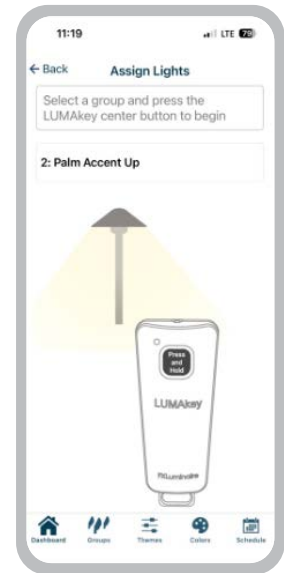 11:19
LTE 79
← Back
Assign Lights
Select a group and press the
LUMAkey center button to begin
2: Palm Accent Up
Press
and
Hold
LUMAkey
FXLuminaire
Dashboard
Groups
Themes
Colors
Schedule